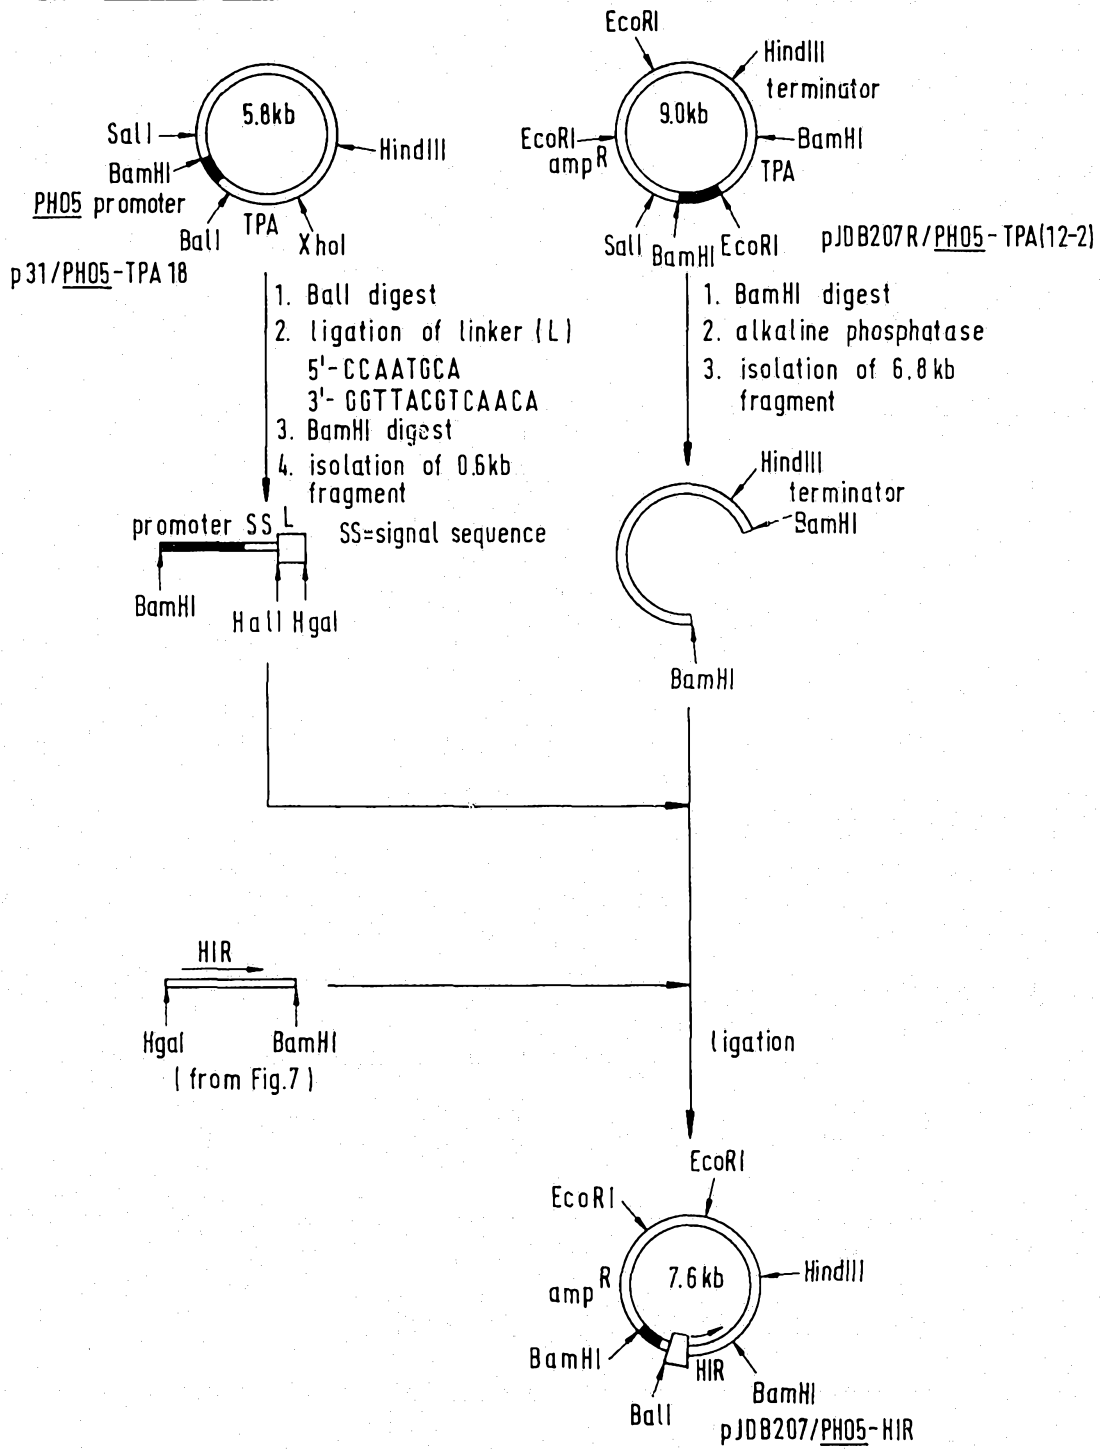 EcoRI
HindIII
terminator
5.8kb
9.0kb
SalI
HindIII
EcoRI
ampR
BamHI
BamHI
TPA
PHO5 promoter
BalI
TPA
XhoI
SalI
BamHI
EcoRI
pJDB207R/PHO5-TPA(12-2)
p31/PHO5-TPA 18
1. BalI digest
2. ligation of linker (L)
5'-CCAATGCA
3'- GGTTACGTCAACA
3. BamHI digest
4. isolation of 0.6kb
fragment
1. BamHI digest
2. alkaline phosphatase
3. isolation of 6.8kb
fragment
promoter SS L
SS=signal sequence
BamHI
HalI HgaI
HindIII
terminator
BamHI
BamHI
HIR
HgaI
BamHI
(from Fig.7)
ligation
EcoRI
EcoRI
7.6kb
HindIII
ampR
BamHI
HIR
BalI
BamHI
pJDB207/PHO5-HIR